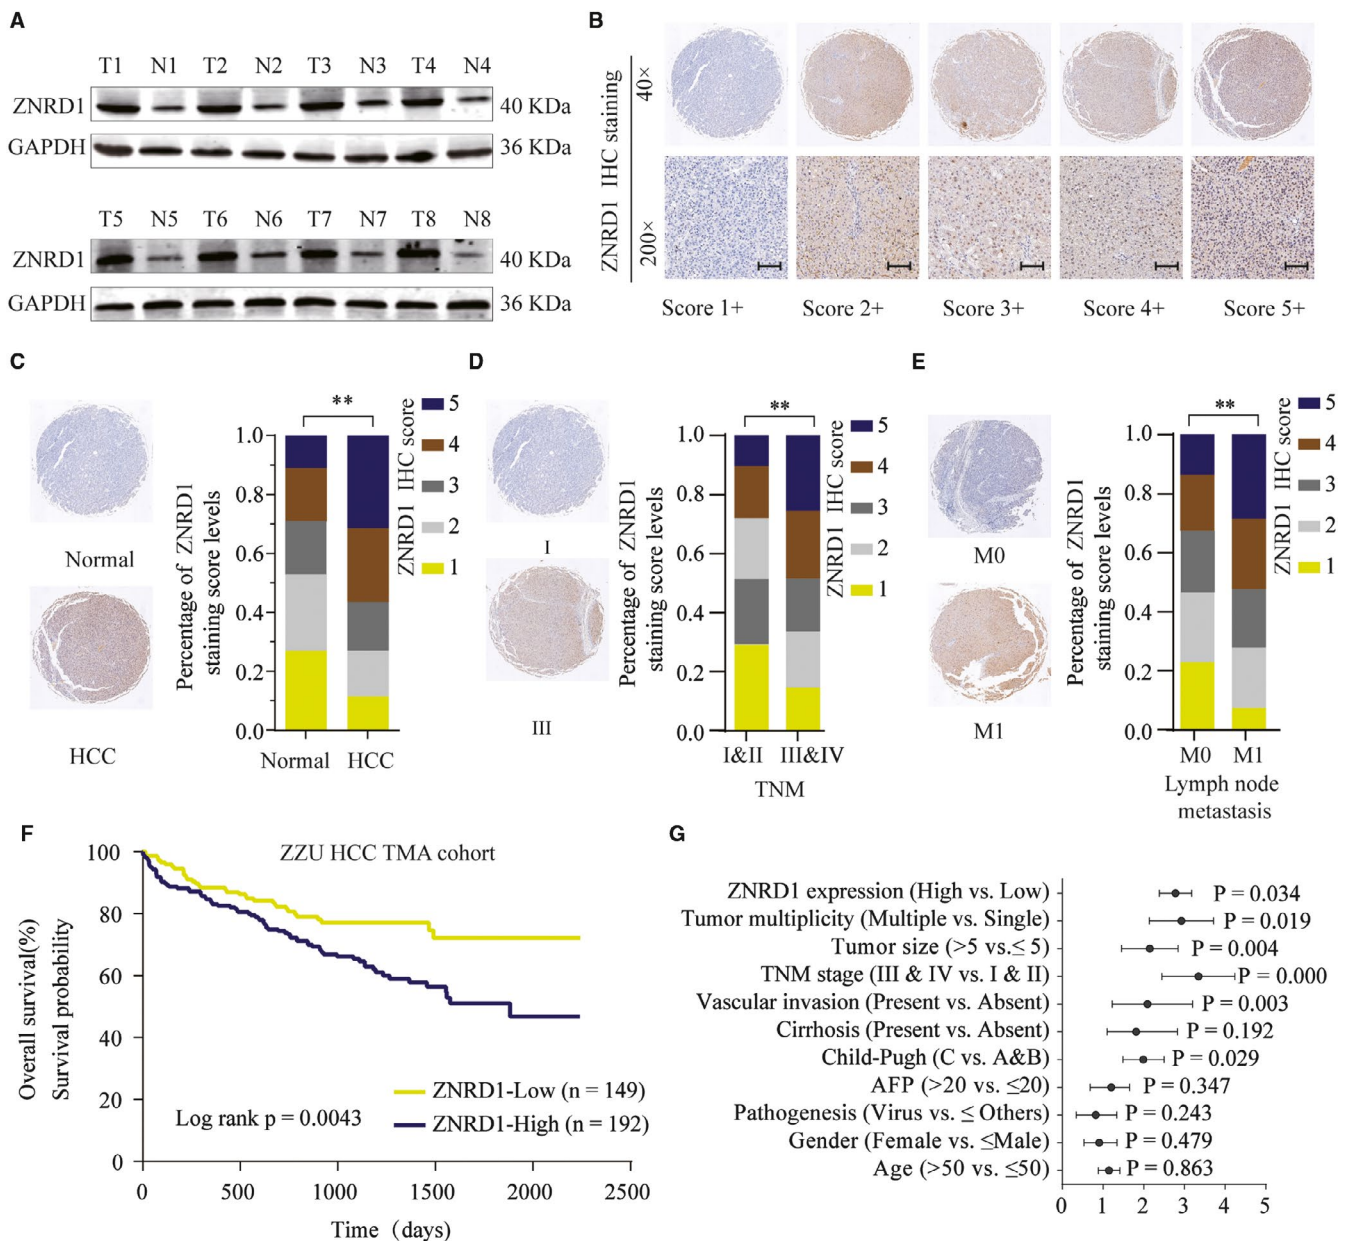 A
T1 N1 T2 N2 T3 N3 T4 N4
ZNRD1 40 KDa
GAPDH 36 KDa
T5 N5 T6 N6 T7 N7 T8 N8
ZNRD1 40 KDa
GAPDH 36 KDa
B
ZNRD1 IHC staining
40×
200×
Score 1+ Score 2+ Score 3+ Score 4+ Score 5+
C
Normal
HCC
Percentage of ZNRD1
staining score levels
1.0
0.8
0.6
0.4
0.2
0.0
**
Normal HCC
ZNRD1 IHC score
5
4
3
2
1
D
I
III
Percentage of ZNRD1
staining score levels
1.0
0.8
0.6
0.4
0.2
0.0
**
I&II III&IV
TNM
ZNRD1 IHC score
5
4
3
2
1
E
M0
M1
Percentage of ZNRD1
staining score levels
1.0
0.8
0.6
0.4
0.2
0.0
**
M0 M1
Lymph node
metastasis
ZNRD1 IHC score
5
4
3
2
1
F
ZZU HCC TMA cohort
Overall survival(%)
Survival probability
100
80
60
40
20
0
ZNRD1-Low (n = 149)
ZNRD1-High (n = 192)
Log rank p = 0.0043
0 500 1000 1500 2000 2500
Time (days)
G
ZNRD1 expression (High vs. Low) P = 0.034
Tumor multiplicity (Multiple vs. Single) P = 0.019
Tumor size (>5 vs.≤ 5) P = 0.004
TNM stage (III & IV vs. I & II) P = 0.000
Vascular invasion (Present vs. Absent) P = 0.003
Cirrhosis (Present vs. Absent) P = 0.192
Child-Pugh (C vs. A&B) P = 0.029
AFP (>20 vs. ≤20) P = 0.347
Pathogenesis (Virus vs. ≤ Others) P = 0.243
Gender (Female vs. ≤Male) P = 0.479
Age (>50 vs. ≤50) P = 0.863
0 1 2 3 4 5